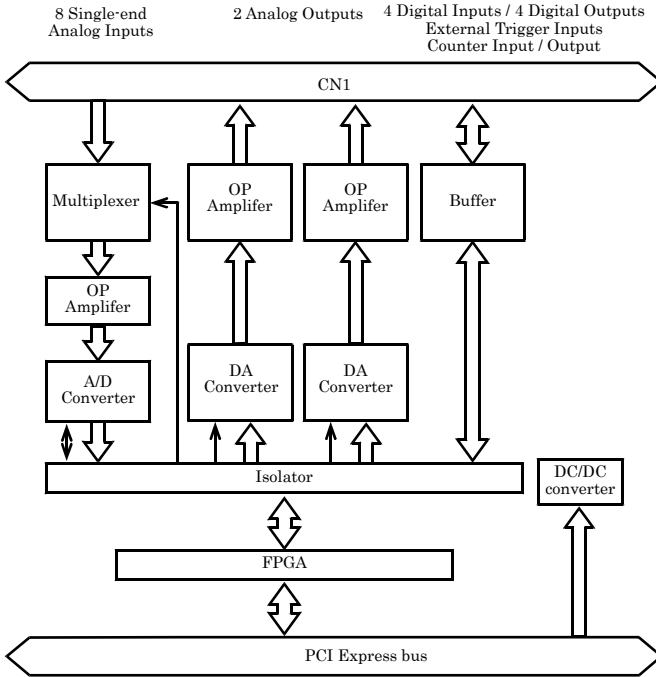 8 Single-end
Analog Inputs
2 Analog Outputs
4 Digital Inputs / 4 Digital Outputs
External Trigger Inputs
Counter Input / Output
CN1
Multiplexer
OP
Amplifer
OP
Amplifer
Buffer
OP
Amplifer
A/D
Converter
DA
Converter
DA
Converter
Isolator
DC/DC
converter
FPGA
PCI Express bus